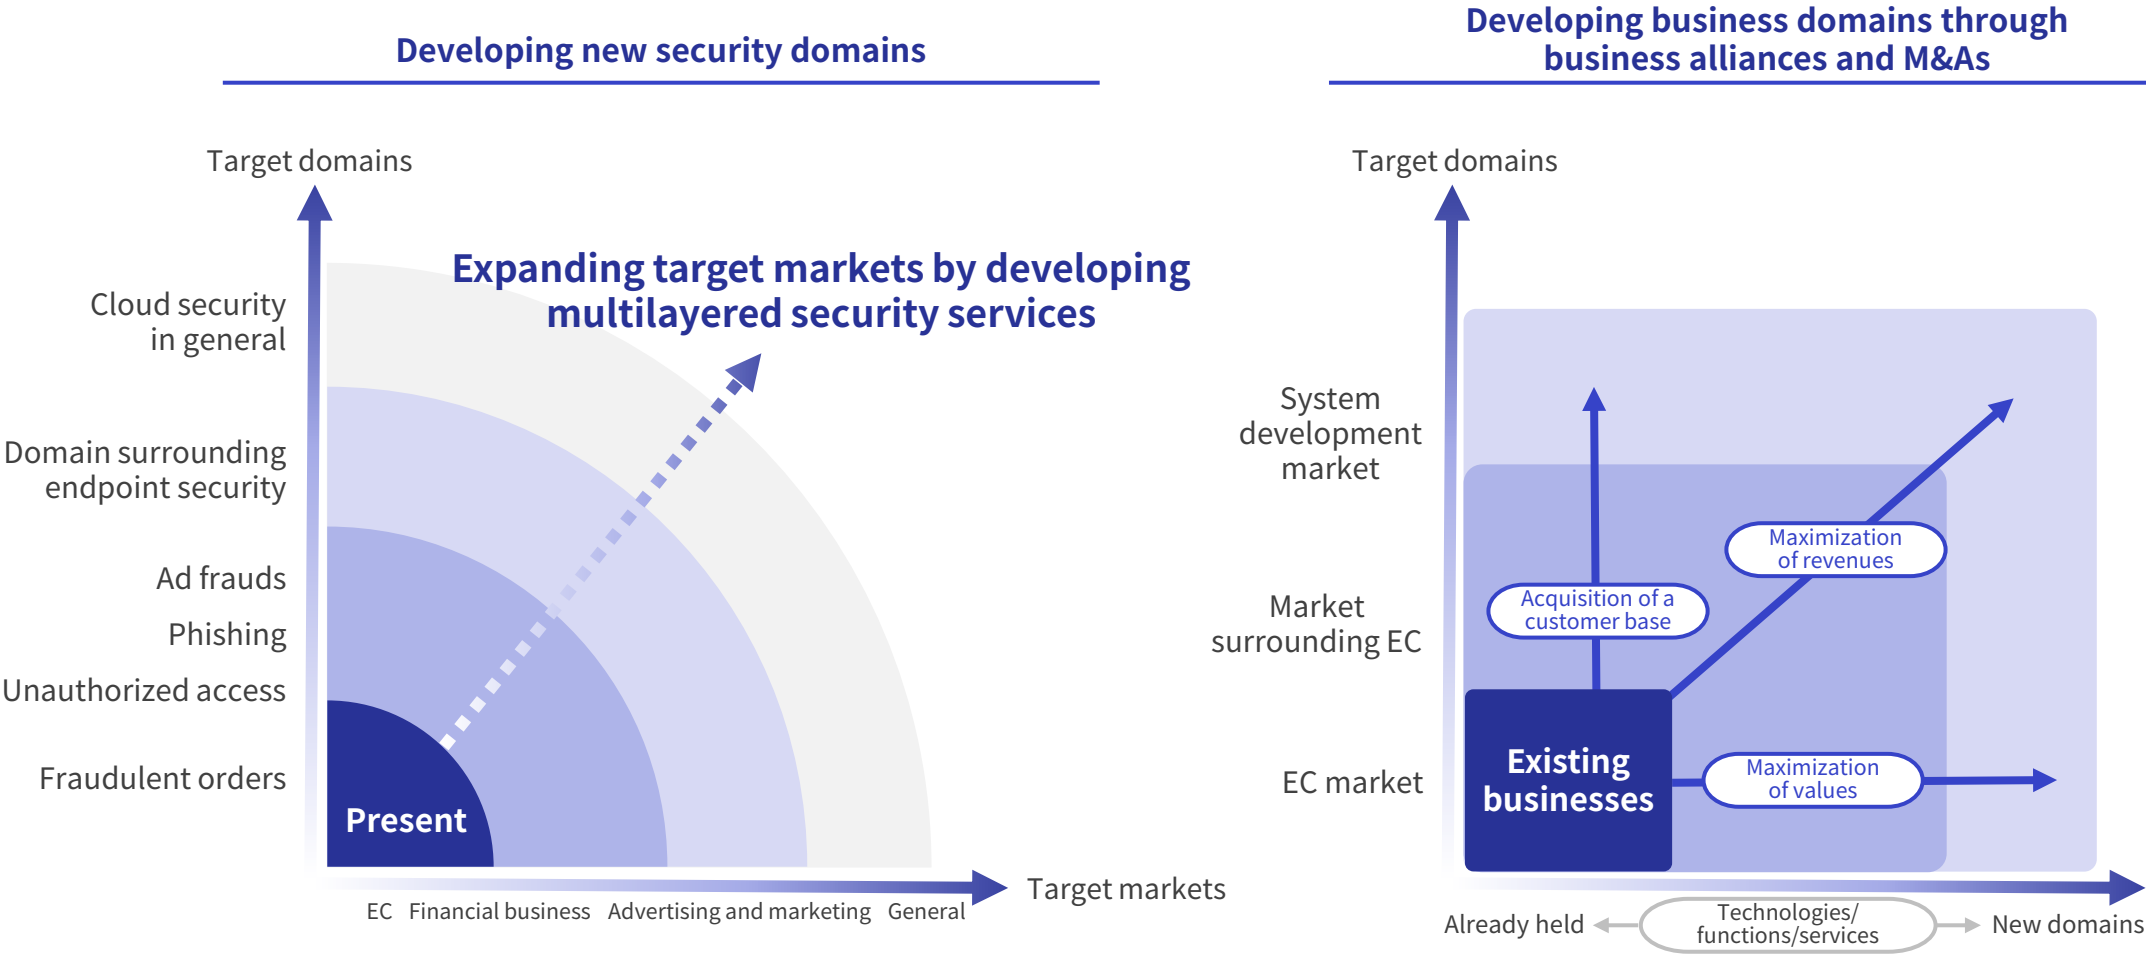 Developing new security domains
Target domains
Expanding target markets by developing
multilayered security services
Cloud security
in general
Domain surrounding
endpoint security
Ad frauds
Phishing
Unauthorized access
Fraudulent orders
Present
Target markets
EC
Financial business
Advertising and marketing
General
Developing business domains through
business alliances and M&As
Target domains
System
development
market
Maximization
of revenues
Acquisition of a
customer base
Market
surrounding EC
Existing
businesses
Maximization
of values
EC market
Already held
Technologies/
functions/services
New domains